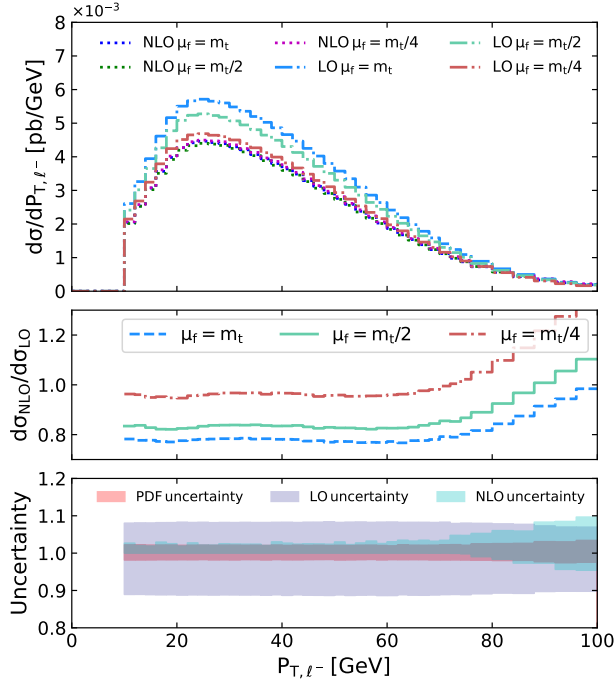 ×10⁻³
8
7
6
5
4
3
2
1
0
dσ/dP_{T, ℓ⁻} [pb/GeV]
NLO μ_f = m_t NLO μ_f = m_t/4 LO μ_f = m_t/2
NLO μ_f = m_t/2 LO μ_f = m_t LO μ_f = m_t/4
1.2
1.0
0.8
dσ_NLO/dσ_LO
μ_f = m_t μ_f = m_t/2 μ_f = m_t/4
1.2
1.1
1.0
0.9
0.8
Uncertainty
PDF uncertainty LO uncertainty NLO uncertainty
0 20 40 60 80 100
P_{T, ℓ⁻} [GeV]